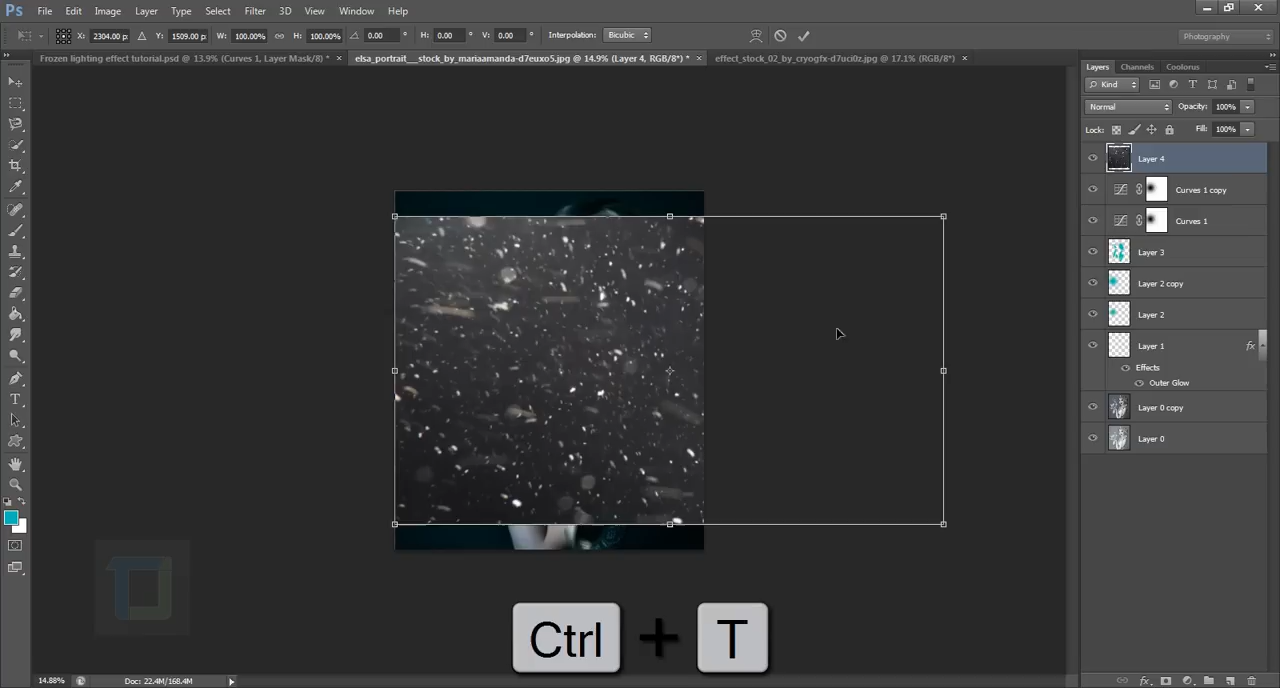 Ps File Edit Image Layer Type Select Filter 3D View Window Help
X: 2304.00 p: Y: 1509.00 p: W: 100.00% H: 100.00% 0.00 ° H: 0.00 ° V: 0.00 ° Interpolation: Bicubic Photography
Frozen lighting effect tutorial.psd @ 13.9% (Curves 1, Layer Mask/8) * × elsa_portrait__stock_by_mariaamanda-d7euxo5.jpg @ 14.9% (Layer 4, RGB/8*) * × effect_stock_02_by_cryogfx-d7uci0z.jpg @ 17.1% (RGB/8*) ×
Layers Channels Coolorus
Kind
Normal Opacity: 100%
Lock: Fill: 100%
Layer 4
Curves 1 copy
Curves 1
Layer 3
Layer 2 copy
Layer 2
Layer 1 fx
Effects
Outer Glow
Layer 0 copy
Layer 0
Ctrl + T
14.88% Doc: 22.4M/168.4M fx